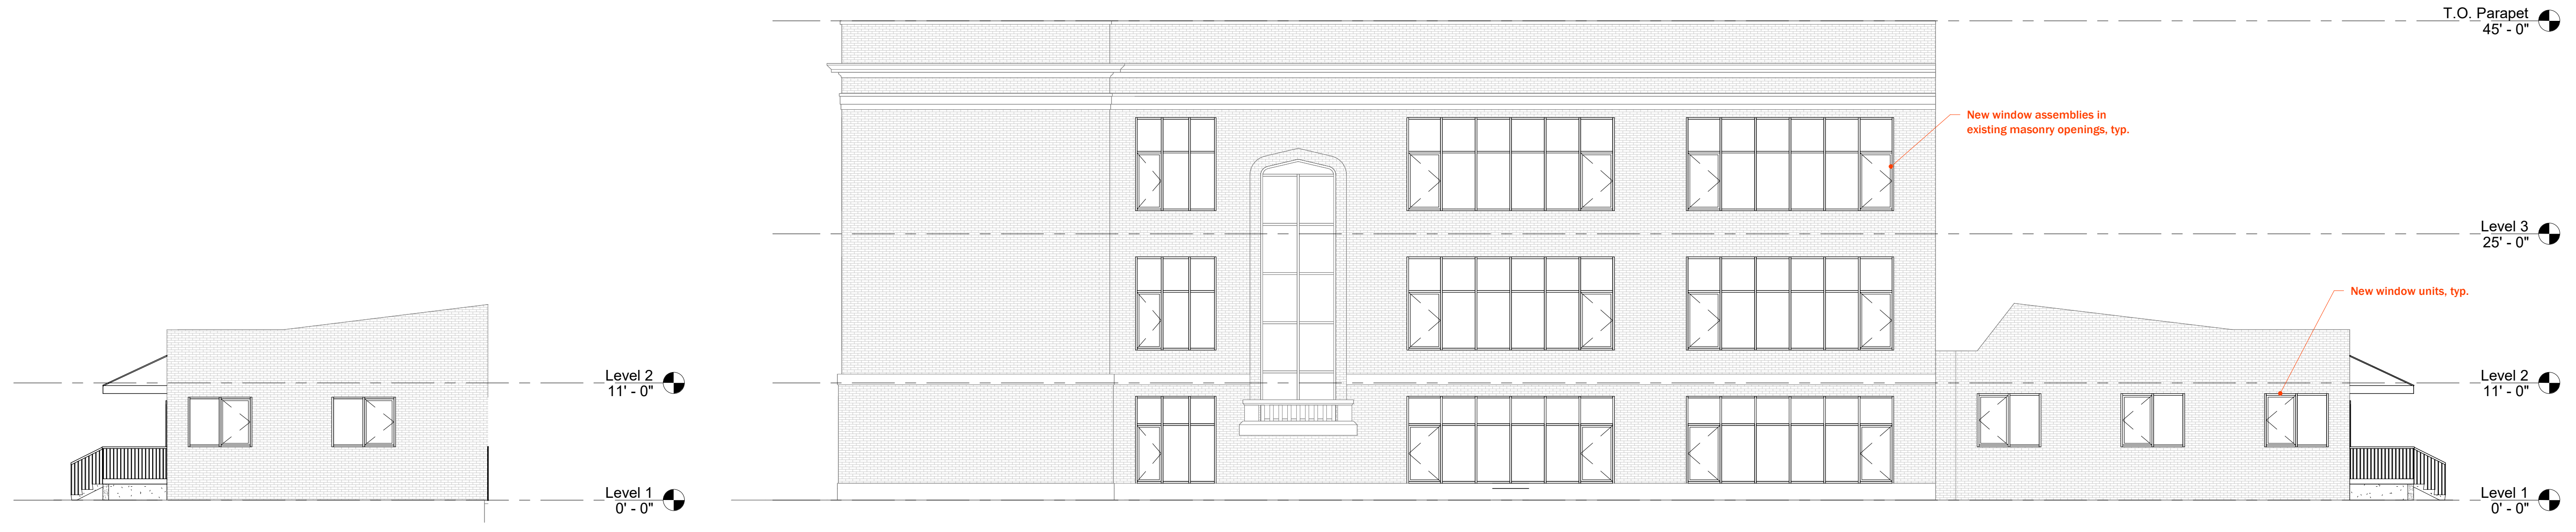 T.O. Parapet
45' - 0"
New window assemblies in
existing masonry openings, typ.
Level 3
25' - 0"
New window units, typ.
Level 2
11' - 0"
Level 2
11' - 0"
Level 1
0' - 0"
Level 1
0' - 0"